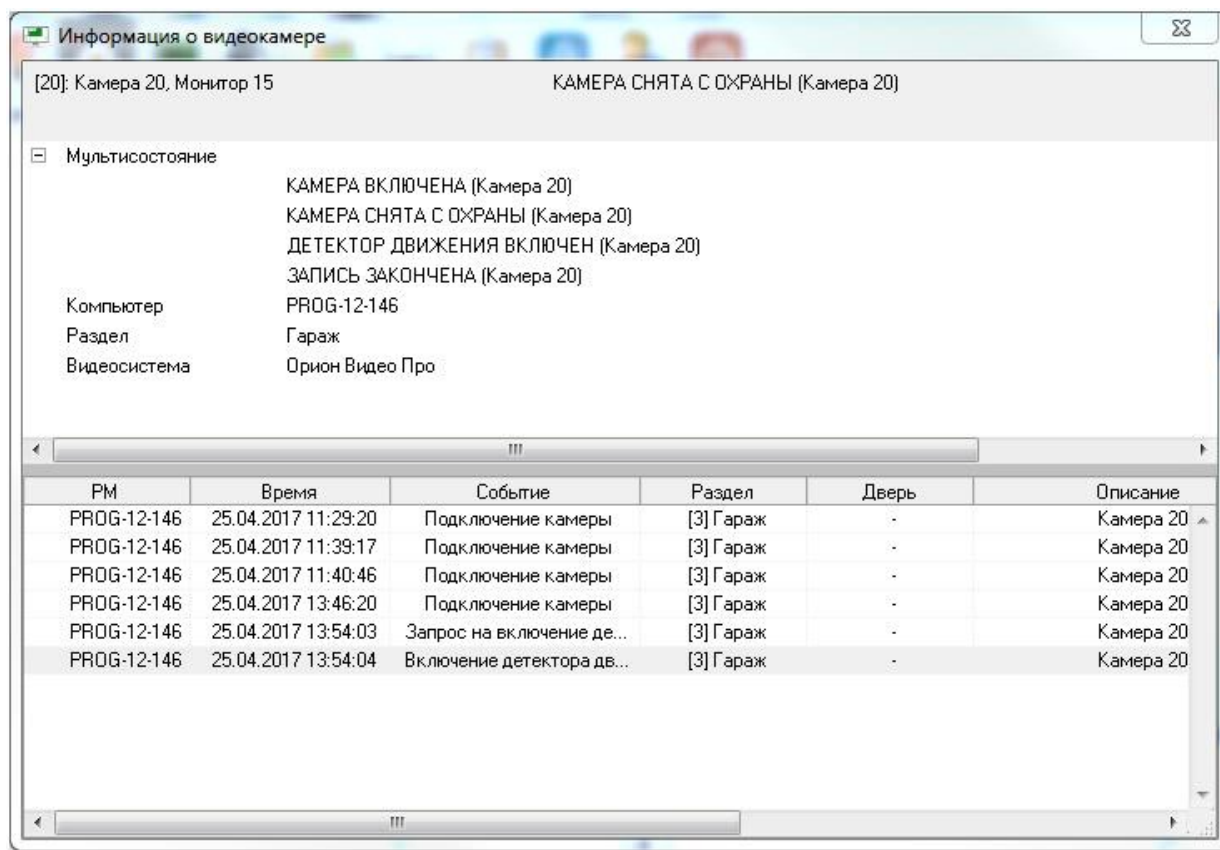 Информация о видеокамере
[20]: Камера 20, Монитор 15 КАМЕРА СНЯТА С ОХРАНЫ (Камера 20)
Мультисостояние
КАМЕРА ВКЛЮЧЕНА (Камера 20)
КАМЕРА СНЯТА С ОХРАНЫ (Камера 20)
ДЕТЕКТОР ДВИЖЕНИЯ ВКЛЮЧЕН (Камера 20)
ЗАПИСЬ ЗАКОНЧЕНА (Камера 20)
Компьютер PROG-12-146
Раздел Гараж
Видеосистема Орион Видео Про
РМ Время Событие Раздел Дверь Описание
PROG-12-146 25.04.2017 11:29:20 Подключение камеры [3] Гараж - Камера 20
PROG-12-146 25.04.2017 11:39:17 Подключение камеры [3] Гараж - Камера 20
PROG-12-146 25.04.2017 11:40:46 Подключение камеры [3] Гараж - Камера 20
PROG-12-146 25.04.2017 13:46:20 Подключение камеры [3] Гараж - Камера 20
PROG-12-146 25.04.2017 13:54:03 Запрос на включение де... [3] Гараж - Камера 20
PROG-12-146 25.04.2017 13:54:04 Включение детектора дв... [3] Гараж - Камера 20